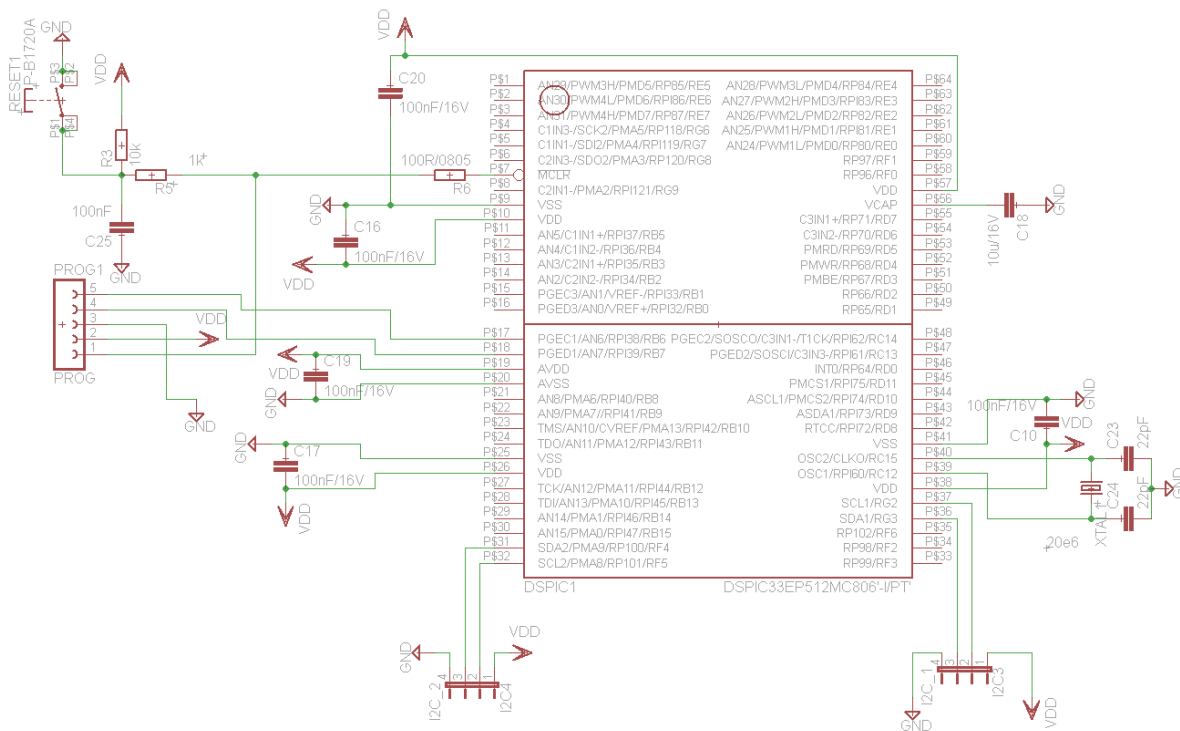 GND
RESET1
TP-B1720A
P$3
P$2
P$1
P$4
VDD
R3
10k
1k
R5
100nF
C25
GND
VDD
C20
100nF/16V
100R/0805
R6
GND
C16
100nF/16V
VDD
PROG1
5
4
3
2
1
PROG
VDD
GND
VDD
C19
100nF/16V
GND
GND
C17
100nF/16V
VDD
P$1 AN29/PWM3H/PMD5/RP85/RE5
P$2 AN30/PWM4L/PMD6/RPI86/RE6
P$3 AN31/PWM4H/PMD7/RP87/RE7
P$4 C1IN3-/SCK2/PMA5/RP118/RG6
P$5 C1IN1-/SDI2/PMA4/RPI119/RG7
P$6 C2IN3-/SDO2/PMA3/RP120/RG8
P$7 MCLR
P$8 C2IN1-/PMA2/RPI121/RG9
P$9 VSS
P$10 VDD
P$11 AN5/C1IN1+/RPI37/RB5
P$12 AN4/C1IN2-/RPI36/RB4
P$13 AN3/C2IN1+/RPI35/RB3
P$14 AN2/C2IN2-/RPI34/RB2
P$15 PGEC3/AN1/VREF-/RPI33/RB1
P$16 PGED3/AN0/VREF+/RPI32/RB0
P$17 PGEC1/AN6/RPI38/RB6
P$18 PGED1/AN7/RPI39/RB7
P$19 AVDD
P$20 AVSS
P$21 AN8/PMA6/RPI40/RB8
P$22 AN9/PMA7/RPI41/RB9
P$23 TMS/AN10/CVREF/PMA13/RPI42/RB10
P$24 TDO/AN11/PMA12/RPI43/RB11
P$25 VSS
P$26 VDD
P$27 TCK/AN12/PMA11/RPI44/RB12
P$28 TDI/AN13/PMA10/RPI45/RB13
P$29 AN14/PMA1/RPI46/RB14
P$30 AN15/PMA0/RPI47/RB15
P$31 SDA2/PMA9/RP100/RF4
P$32 SCL2/PMA8/RP101/RF5
AN28/PWM3L/PMD4/RP84/RE4 P$64
AN27/PWM2H/PMD3/RPI83/RE3 P$63
AN26/PWM2L/PMD2/RP82/RE2 P$62
AN25/PWM1H/PMD1/RPI81/RE1 P$61
AN24/PWM1L/PMD0/RP80/RE0 P$60
RP97/RF1 P$59
RP96/RF0 P$58
VDD P$57
VCAP P$56
C3IN1+/RP71/RD7 P$55
C3IN2-/RP70/RD6 P$54
PMRD/RP69/RD5 P$53
PMWR/RP68/RD4 P$52
PMBE/RP67/RD3 P$51
RP66/RD2 P$50
RP65/RD1 P$49
PGEC2/SOSCO/C3IN1-/T1CK/RPI62/RC14 P$48
PGED2/SOSCI/C3IN3-/RPI61/RC13 P$47
INT0/RP64/RD0 P$46
PMCS1/RPI75/RD11 P$45
ASCL1/PMCS2/RP74/RD10 P$44
ASDA1/RPI73/RD9 P$43
RTCC/RPI72/RD8 P$42
VSS P$41
OSC2/CLKO/RC15 P$40
OSC1/RPI60/RC12 P$39
VDD P$38
SCL1/RG2 P$37
SDA1/RG3 P$36
RP102/RF6 P$35
RP98/RF2 P$34
RP99/RF3 P$33
DSPIC1
DSPIC33EP512MC806'-I/PT'
10u/16V
C18
GND
GND
100nF/16V
VDD
C10
C23
22pF
C24
22pF
GND
XTAL1
20e6
GND
VDD
I2C_2
4
3
2
1
I2C4
I2C_1
4
3
2
1
I2C3
GND
VDD